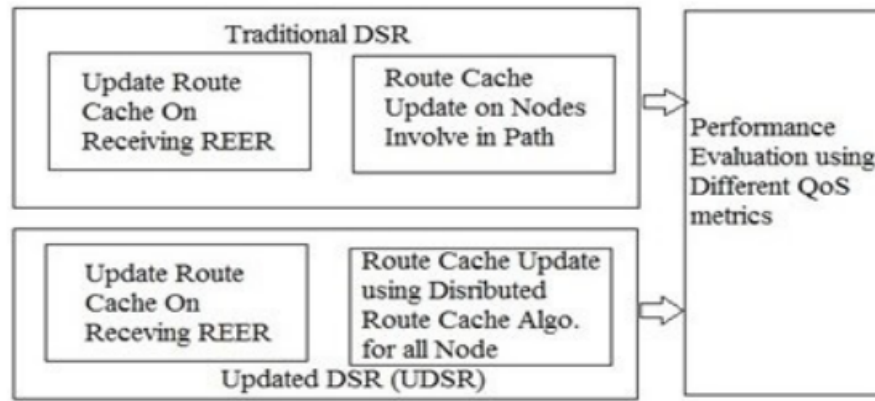 Traditional DSR
Update Route
Cache On
Receiving REER
Route Cache
Update on Nodes
Involve in Path
Update Route
Cache On
Receving REER
Route Cache Update
using Disributed
Route Cache Algo.
for all Node
Updated DSR (UDSR)
Performance
Evaluation using
Different QoS
metrics